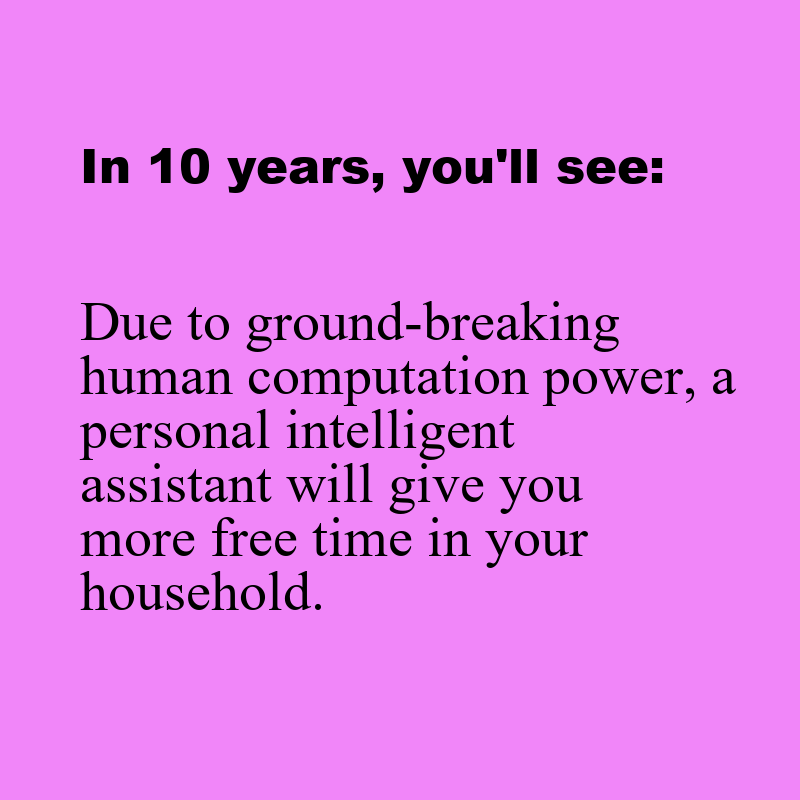 In 10 years, you'll see:
Due to ground-breaking
human computation power, a
personal intelligent
assistant will give you
more free time in your
household.